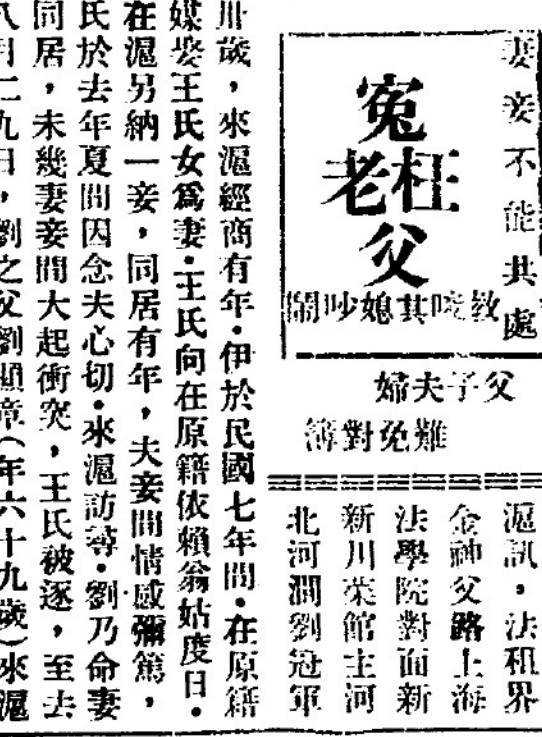 妻妾不能共處
冤枉老父
教唆其媳吵鬧
父子夫婦
難免對簿
滬訊，法租界
金神父路上海
法學院對面新
新川菜館主河
北河澗劉冠軍
卅歲，來滬經商有年．伊於民國七年間．在原籍
媒娶王氏女爲妻．王氏向在原籍依賴翁姑度日．
在滬另納一妾，同居有年，夫妾間情感彌篤，
氏於去年夏間因念夫心切．來滬訪尋．劉乃命妻
同居，未幾妻妾間大起衝突，王氏被逐，至去
八月二九日，劉之父劉顯章（年六十九歲）來滬